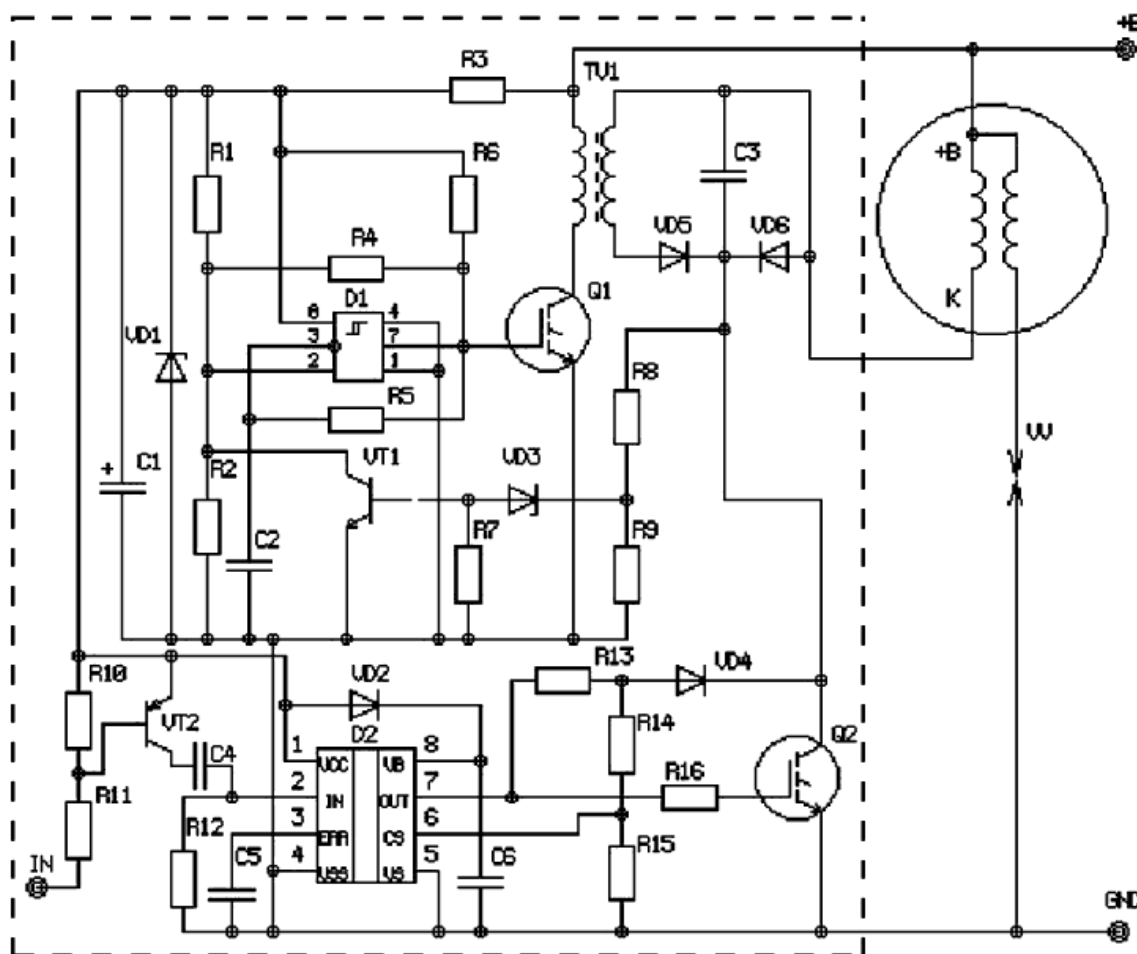 +B
R3
TV1
R1
R6
C3
+B
R4
VD5
VD6
D1
Q1
K
6
4
3
7
VD1
2
1
R8
R5
C1
R2
VT1
VD3
VV
C2
R7
R9
R10
VD2
R13
VD4
VT2
D2
R14
Q2
C4
1
VCC
VB
8
R16
R11
2
IN
OUT
7
R12
3
ERR
CS
6
R15
IN
C5
4
VSS
VS
5
C6
GND